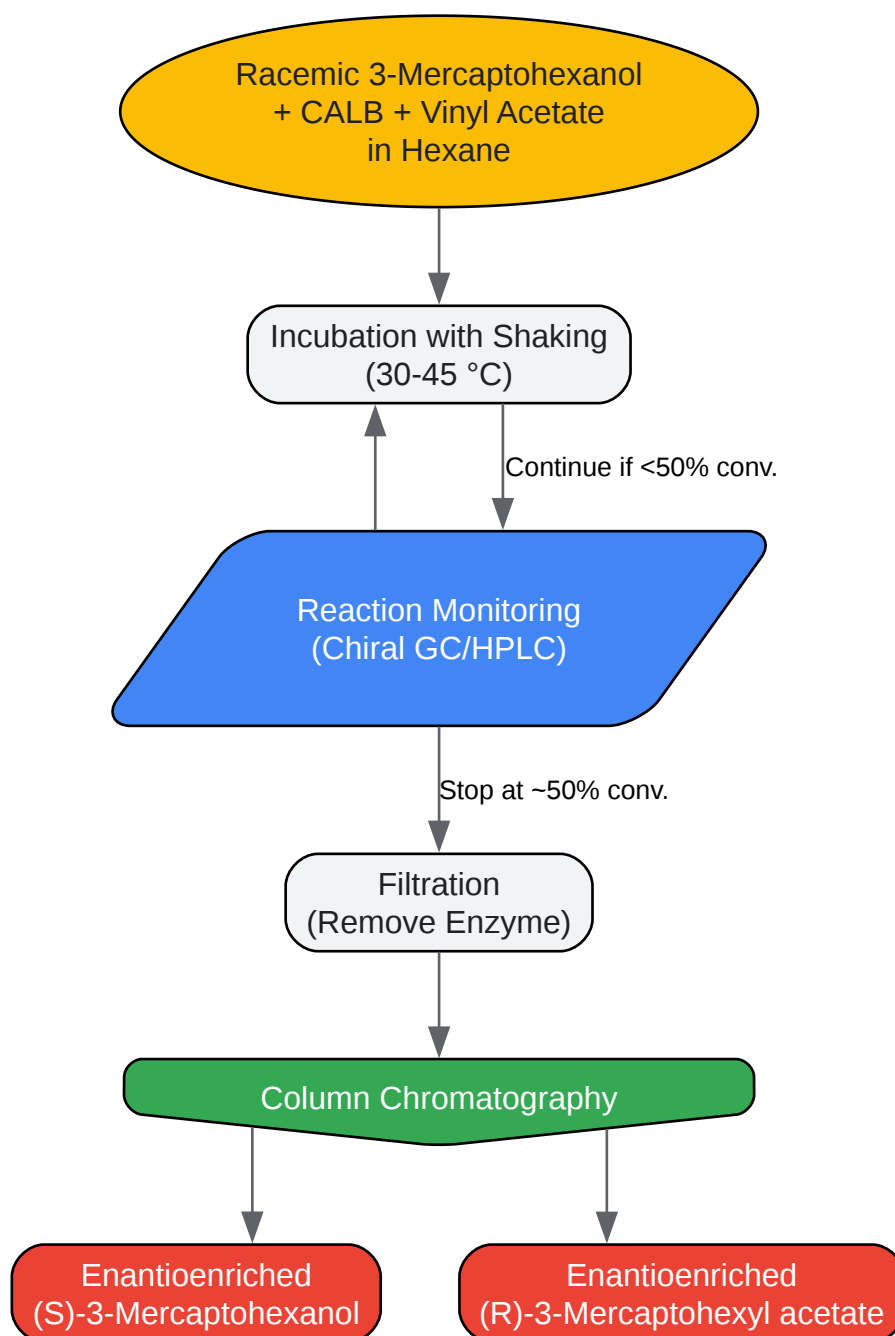 Racemic 3-Mercaptohexanol
+ CALB + Vinyl Acetate
in Hexane
Incubation with Shaking
(30-45 °C)
Continue if <50% conv.
Reaction Monitoring
(Chiral GC/HPLC)
Stop at ~50% conv.
Filtration
(Remove Enzyme)
Column Chromatography
Enantioenriched
(S)-3-Mercaptohexanol
Enantioenriched
(R)-3-Mercaptohexyl acetate